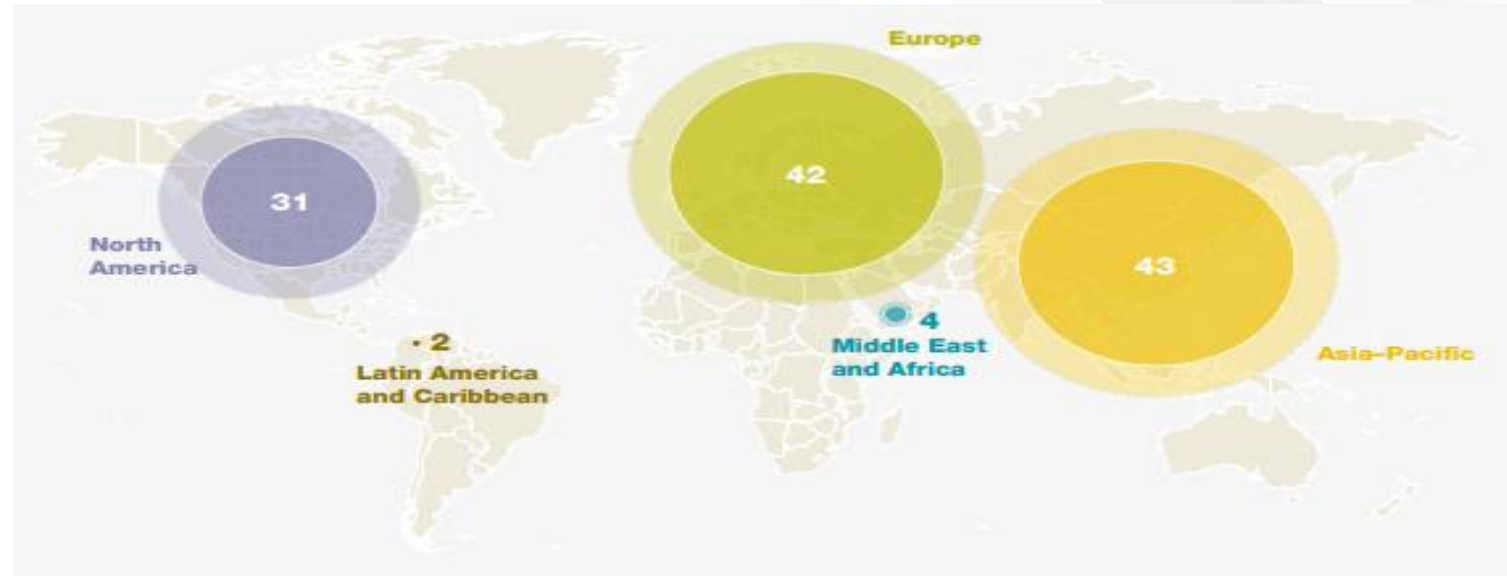 Europe
42
31
43
North
America
4
Middle East
and Africa
2
Latin America
and Caribbean
Asia–Pacific